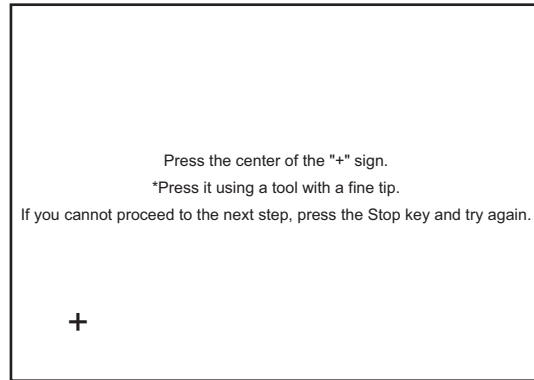 Press the center of the "+" sign.
*Press it using a tool with a fine tip.
If you cannot proceed to the next step, press the Stop key and try again.
+